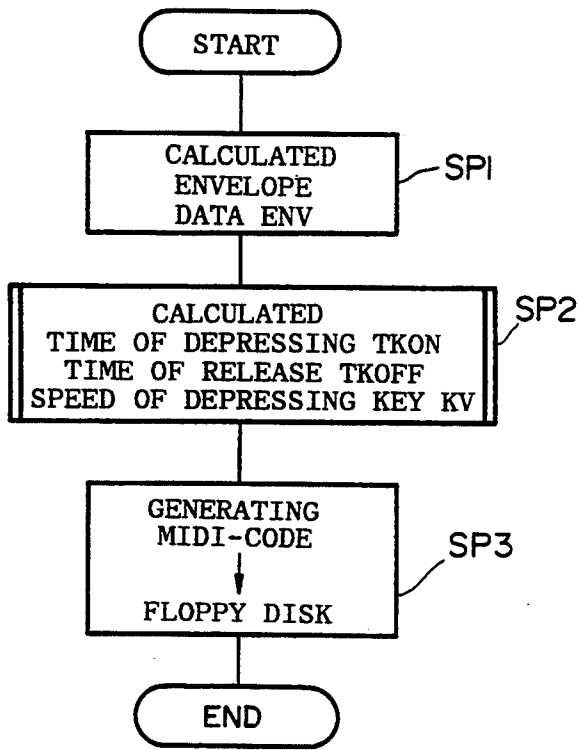 START
CALCULATED
ENVELOPE
DATA ENV
SP1
CALCULATED
TIME OF DEPRESSING TKON
TIME OF RELEASE TKOFF
SPEED OF DEPRESSING KEY KV
SP2
GENERATING
MIDI-CODE
FLOPPY DISK
SP3
END